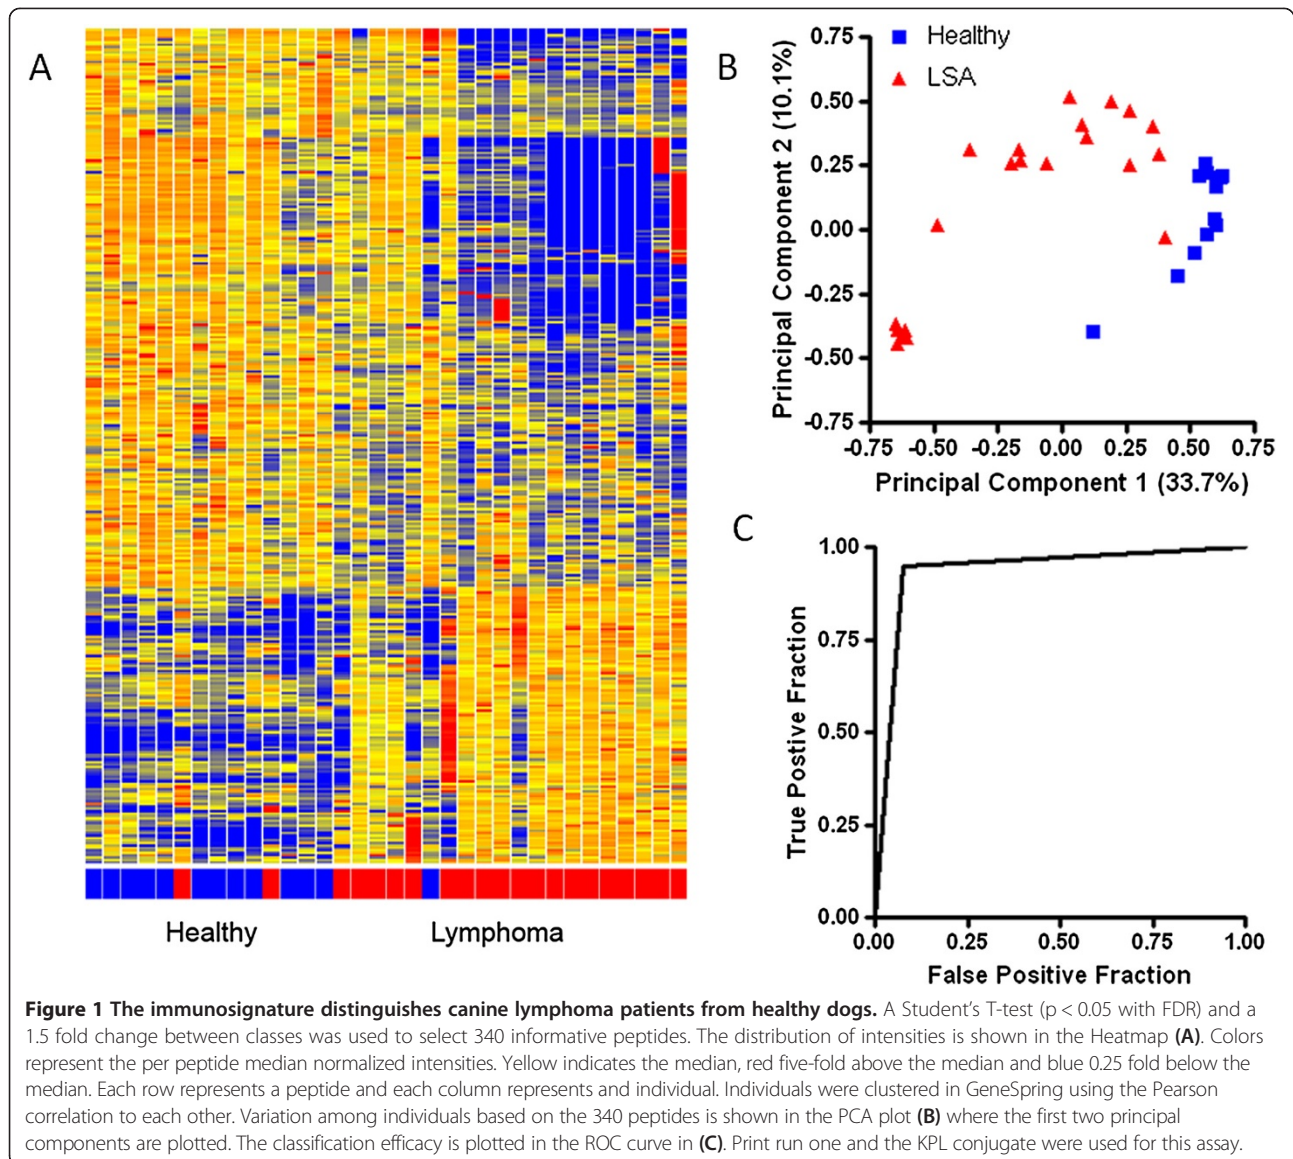 A
Healthy
Lymphoma
B
Healthy
LSA
Principal Component 2 (10.1%)
0.75
0.50
0.25
0.00
-0.25
-0.50
-0.75
-0.75 -0.50 -0.25 0.00 0.25 0.50 0.75
Principal Component 1 (33.7%)
C
True Postive Fraction
1.00
0.75
0.50
0.25
0.00
0.00 0.25 0.50 0.75 1.00
False Positive Fraction
Figure 1 The immunosignature distinguishes canine lymphoma patients from healthy dogs. A Student's T-test (p < 0.05 with FDR) and a
1.5 fold change between classes was used to select 340 informative peptides. The distribution of intensities is shown in the Heatmap (A). Colors
represent the per peptide median normalized intensities. Yellow indicates the median, red five-fold above the median and blue 0.25 fold below the
median. Each row represents a peptide and each column represents and individual. Individuals were clustered in GeneSpring using the Pearson
correlation to each other. Variation among individuals based on the 340 peptides is shown in the PCA plot (B) where the first two principal
components are plotted. The classification efficacy is plotted in the ROC curve in (C). Print run one and the KPL conjugate were used for this assay.